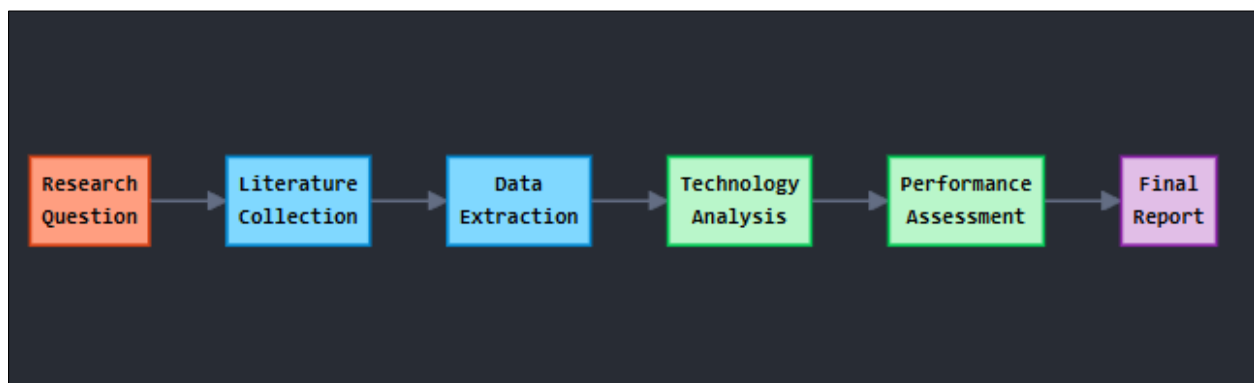 Research
Question
Literature
Collection
Data
Extraction
Technology
Analysis
Performance
Assessment
Final
Report